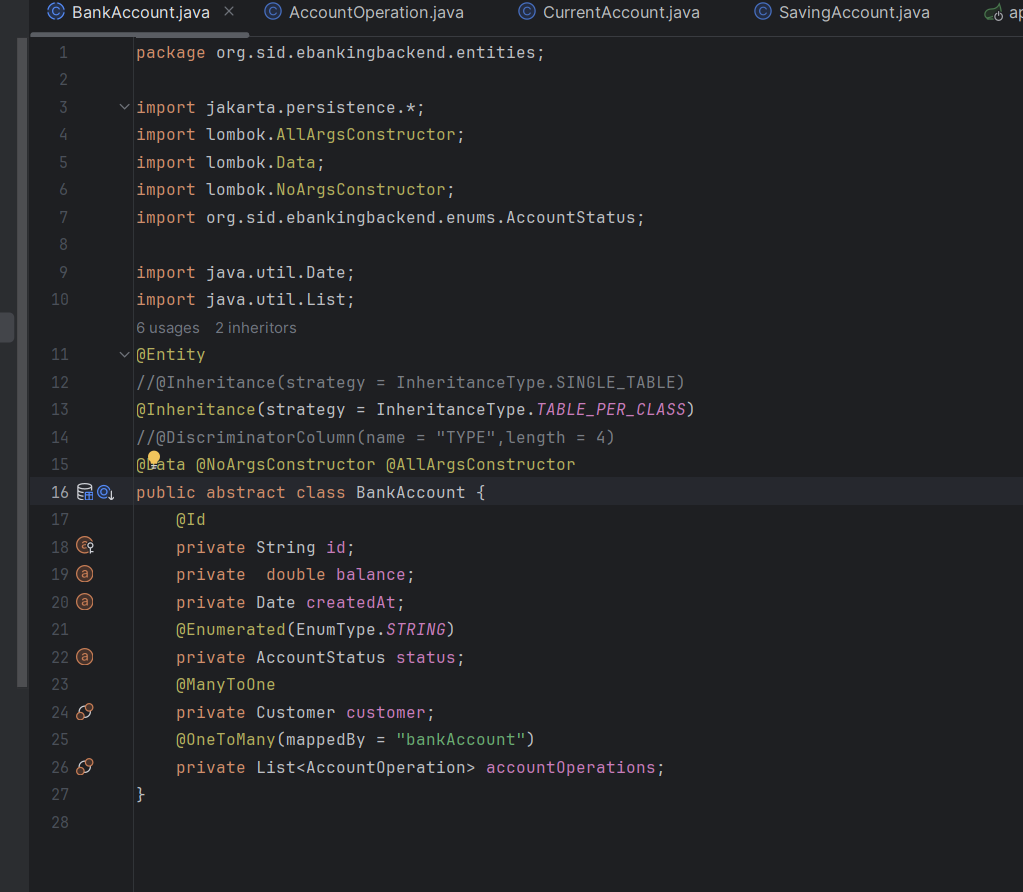 BankAccount.java AccountOperation.java CurrentAccount.java SavingAccount.java ap
1 package org.sid.ebankingbackend.entities;
2
3 import jakarta.persistence.*;
4 import lombok.AllArgsConstructor;
5 import lombok.Data;
6 import lombok.NoArgsConstructor;
7 import org.sid.ebankingbackend.enums.AccountStatus;
8
9 import java.util.Date;
10 import java.util.List;
6 usages 2 inheritors
11 @Entity
12 //@Inheritance(strategy = InheritanceType.SINGLE_TABLE)
13 @Inheritance(strategy = InheritanceType.TABLE_PER_CLASS)
14 //@DiscriminatorColumn(name = "TYPE",length = 4)
15 @Data @NoArgsConstructor @AllArgsConstructor
16 public abstract class BankAccount {
17 @Id
18 private String id;
19 private  double balance;
20 private Date createdAt;
21 @Enumerated(EnumType.STRING)
22 private AccountStatus status;
23 @ManyToOne
24 private Customer customer;
25 @OneToMany(mappedBy = "bankAccount")
26 private List<AccountOperation> accountOperations;
27 }
28